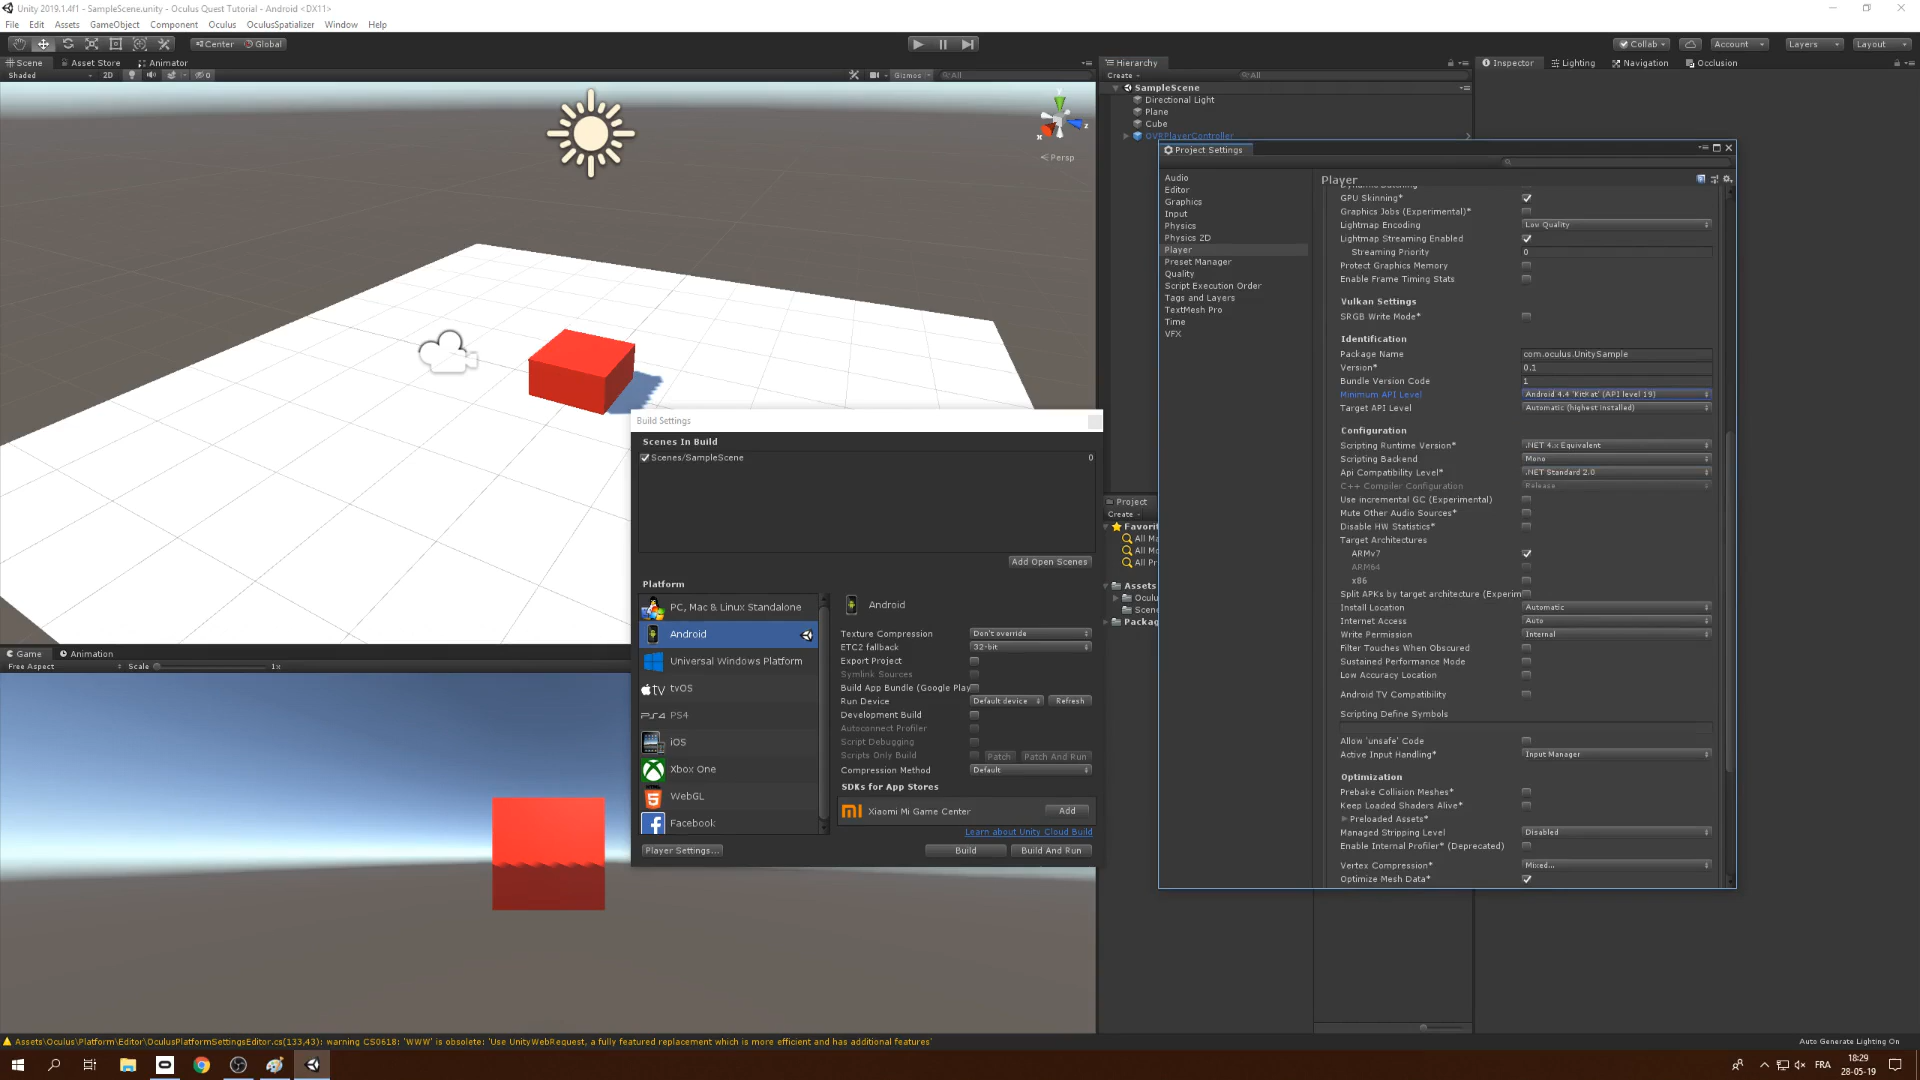 Unity 2019.1.4f1 - SampleScene.unity - Oculus Quest Tutorial - Android <DX11>
File Edit Assets GameObject Component Oculus OculusSpatializer Window Help
Center Global Collab Account Layers Layout
Scene Asset Store Animator
Shaded 2D 0 Gizmos All
x z
Persp
Hierarchy
Create All
SampleScene
Directional Light
Plane
Cube
OVRPlayerController
Inspector Lighting Navigation Occlusion
Project
Create
Favorit
All Ma
All Mo
All Pr
Assets
Oculu
Scene
Packag
Project Settings
Audio
Editor
Graphics
Input
Physics
Physics 2D
Player
Preset Manager
Quality
Script Execution Order
Tags and Layers
TextMesh Pro
Time
VFX
Player
Dynamic Batching
GPU Skinning*
Graphics Jobs (Experimental)*
Lightmap Encoding Low Quality
Lightmap Streaming Enabled
Streaming Priority 0
Protect Graphics Memory
Enable Frame Timing Stats
Vulkan Settings
SRGB Write Mode*
Identification
Package Name com.oculus.UnitySample
Version* 0.1
Bundle Version Code 1
Minimum API Level Android 4.4 'KitKat' (API level 19)
Target API Level Automatic (highest installed)
Configuration
Scripting Runtime Version* .NET 4.x Equivalent
Scripting Backend Mono
Api Compatibility Level* .NET Standard 2.0
C++ Compiler Configuration Release
Use incremental GC (Experimental)
Mute Other Audio Sources*
Disable HW Statistics*
Target Architectures
ARMv7
ARM64
x86
Split APKs by target architecture (Experim
Install Location Automatic
Internet Access Auto
Write Permission Internal
Filter Touches When Obscured
Sustained Performance Mode
Low Accuracy Location
Android TV Compatibility
Scripting Define Symbols
Allow 'unsafe' Code
Active Input Handling* Input Manager
Optimization
Prebake Collision Meshes*
Keep Loaded Shaders Alive*
Preloaded Assets*
Managed Stripping Level Disabled
Enable Internal Profiler* (Deprecated)
Vertex Compression* Mixed...
Optimize Mesh Data*
Build Settings
Scenes In Build
Scenes/SampleScene 0
Add Open Scenes
Platform
PC, Mac & Linux Standalone
Android
Universal Windows Platform
tv tvOS
PS4 PS4
iOS
Xbox One
HTML WebGL
Facebook
Player Settings...
Android
Texture Compression Don't override
ETC2 fallback 32-bit
Export Project
Symlink Sources
Build App Bundle (Google Play
Run Device Default device Refresh
Development Build
Autoconnect Profiler
Script Debugging
Scripts Only Build Patch Patch And Run
Compression Method Default
SDKs for App Stores
Xiaomi Mi Game Center Add
Learn about Unity Cloud Build
Build Build And Run
Game Animation
Free Aspect Scale 1x
Assets\Oculus\Platform\Editor\OculusPlatformSettingsEditor.cs(133,43): warning CS0618: 'WWW' is obsolete: 'Use UnityWebRequest, a fully featured replacement which is more efficient and has additional features'
Auto Generate Lighting On
FRA
18:29
28-05-19